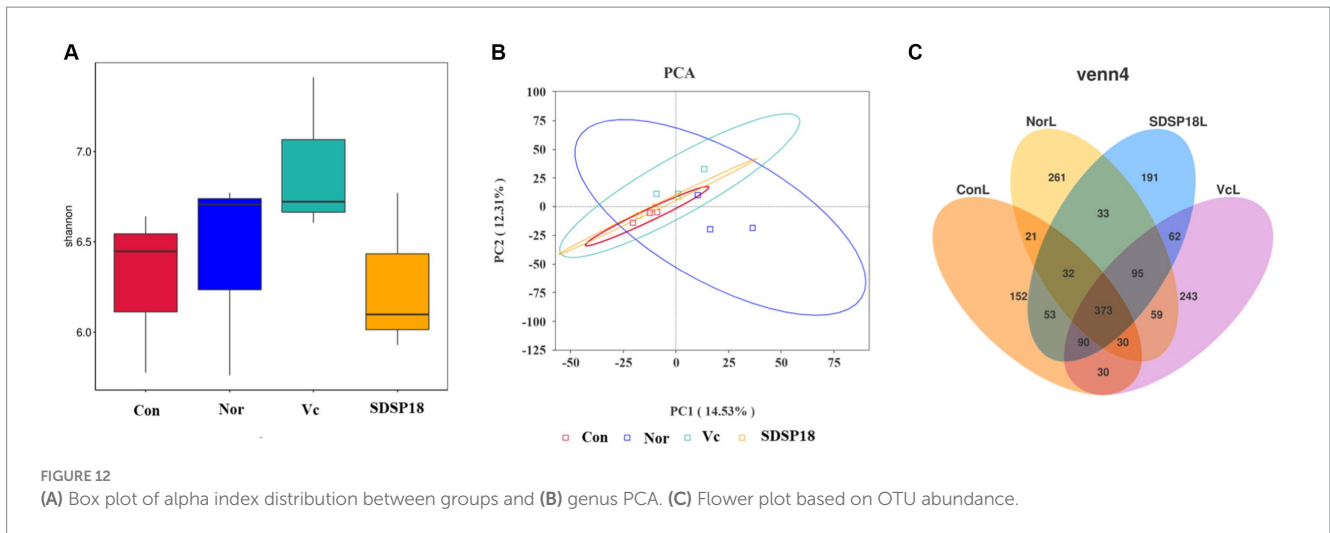 A
shannon
7.0
6.5
6.0
Con Nor Vc SDSP18
B
PCA
PC2 ( 12.31% )
100
75
50
25
0
-25
-50
-75
-100
-125
-50 -25 0 25 50 75
PC1 ( 14.53% )
Con Nor Vc SDSP18
C
venn4
NorL SDSP18L
ConL VcL
261 191
33
21 62
32 95
152 243
53 373 59
90 30
30
FIGURE 12
(A) Box plot of alpha index distribution between groups and (B) genus PCA. (C) Flower plot based on OTU abundance.